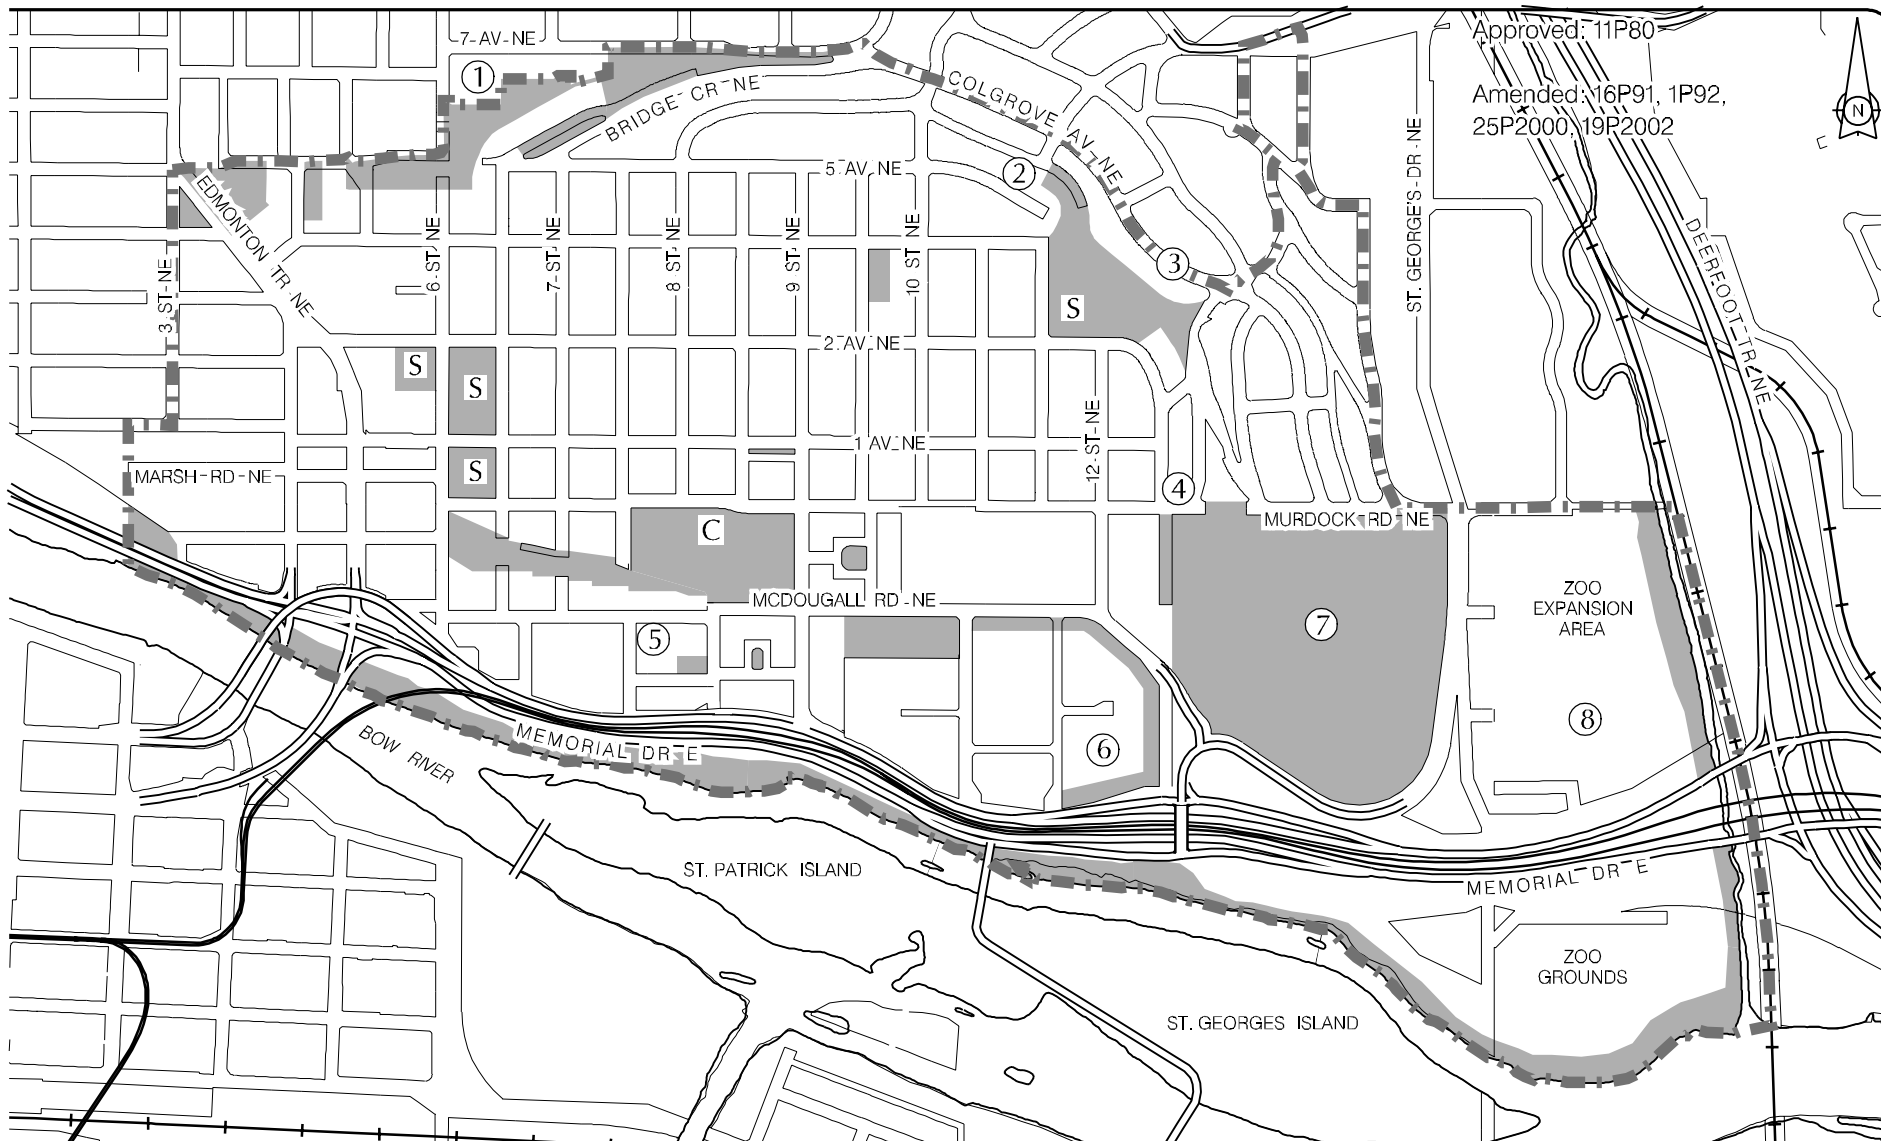 Approved: 11P80
Amended: 16P91, 1P92,
25P2000, 19P2002
N
7 AV NE
1
BRIDGE CR NE
COLGROVE AV NE
5 AV NE
2
EDMONTON TR NE
3 ST NE
6 ST NE
7 ST NE
8 ST NE
9 ST NE
10 ST NE
3
ST. GEORGE'S DR NE
DEERFOOT TR NE
S
2 AV NE
S
S
12 ST NE
1 AV NE
MARSH RD NE
S
4
C
MURDOCK RD NE
MCDOUGALL RD NE
ZOO
EXPANSION
AREA
5
7
6
8
BOW RIVER
MEMORIAL DR E
ST. PATRICK ISLAND
MEMORIAL DR E
ZOO
GROUNDS
ST. GEORGES ISLAND